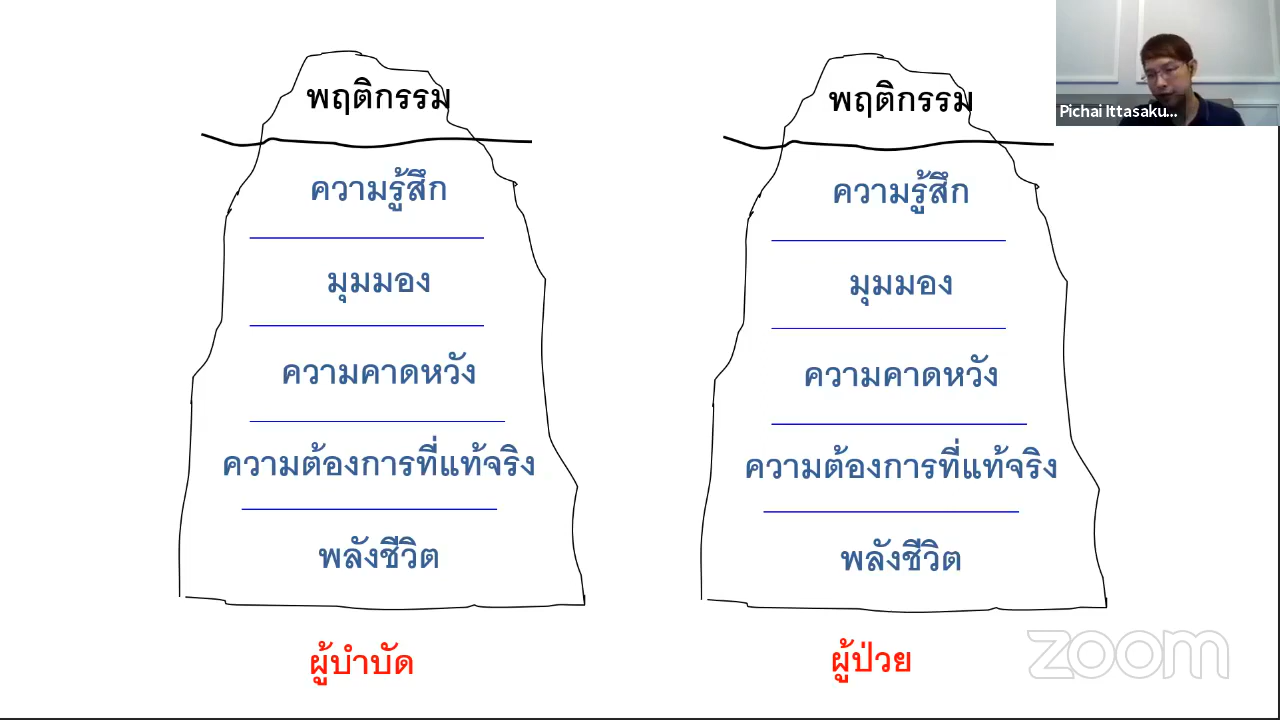 พฤติกรรม
ความรู้สึก
มุมมอง
ความคาดหวัง
ความต้องการที่แท้จริง
พลังชีวิต
ผู้บำบัด
พฤติกรรม
ความรู้สึก
มุมมอง
ความคาดหวัง
ความต้องการที่แท้จริง
พลังชีวิต
ผู้ป่วย
Pichai Ittasaku...
zoom